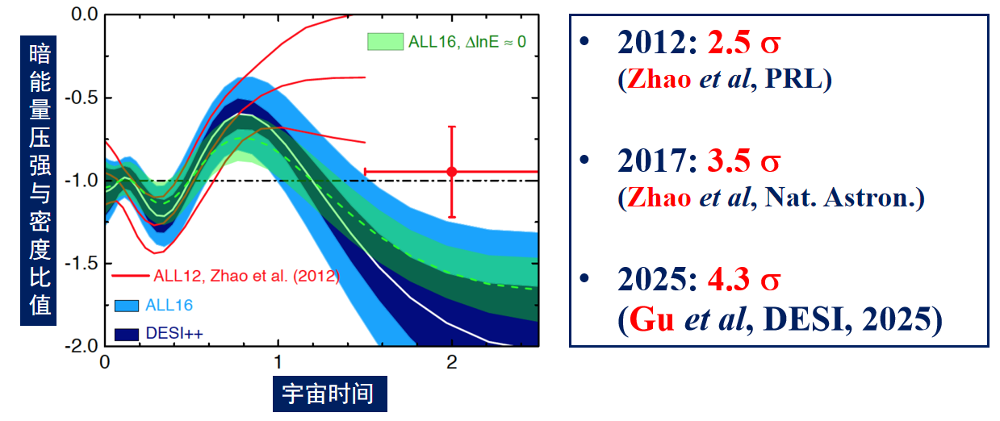 暗能量压强与密度比值
0.0
-0.5
-1.0
-1.5
-2.0
ALL16, ΔlnE ≈ 0
ALL12, Zhao et al. (2012)
ALL16
DESI++
0 1 2
宇宙时间
• 2012: 2.5 σ
(Zhao et al, PRL)
• 2017: 3.5 σ
(Zhao et al, Nat. Astron.)
• 2025: 4.3 σ
(Gu et al, DESI, 2025)